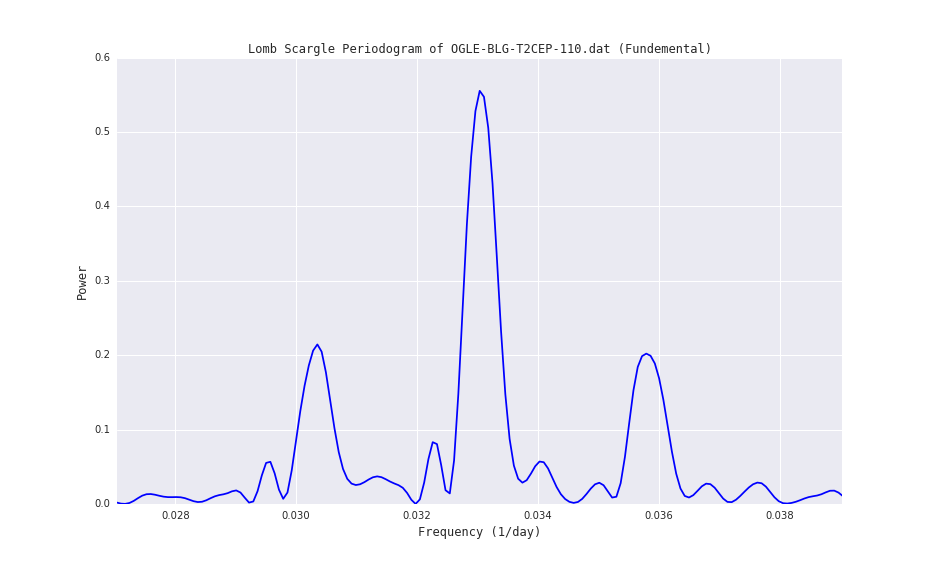 Lomb Scargle Periodogram of OGLE-BLG-T2CEP-110.dat (Fundemental)
0.6
0.5
0.4
0.3
0.2
0.1
0.0
Power
0.028 0.030 0.032 0.034 0.036 0.038
Frequency (1/day)